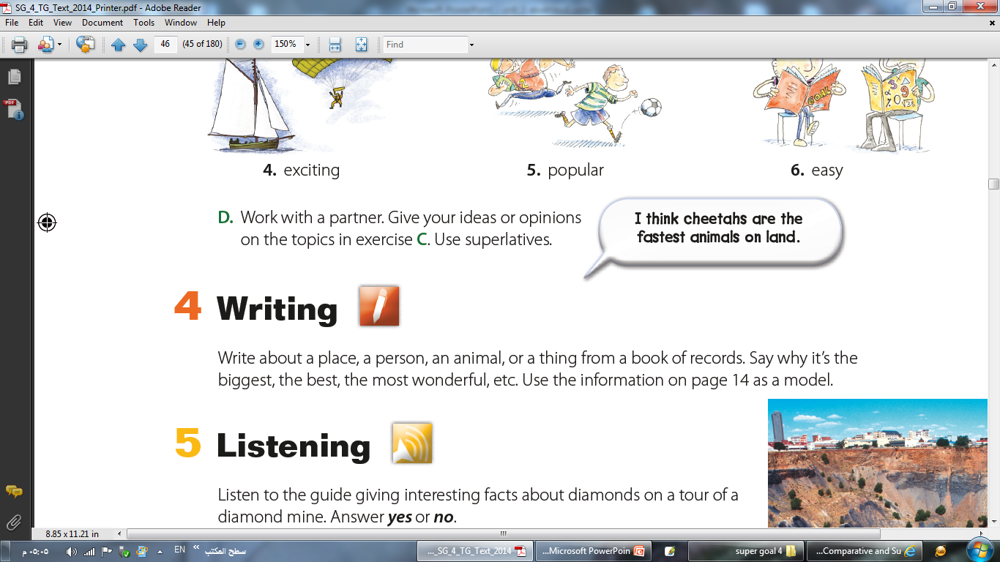 SG_4_TG_Text_2014_Printer.pdf - Adobe Reader
File Edit View Document Tools Window Help
46 (45 of 180) 150% Find
GOAL
4. exciting
5. popular
6. easy
D. Work with a partner. Give your ideas or opinions
on the topics in exercise C. Use superlatives.
I think cheetahs are the
fastest animals on land.
4 Writing
Write about a place, a person, an animal, or a thing from a book of records. Say why it's the
biggest, the best, the most wonderful, etc. Use the information on page 14 as a model.
5 Listening
Listen to the guide giving interesting facts about diamonds on a tour of a
diamond mine. Answer yes or no.
8.85 x 11.21 in
٠٥:٠٥ م EN سطح المكتب ..._SG_4_TG_Text_2014 ...Microsoft PowerPoin super goal 4 ...Comparative and Su